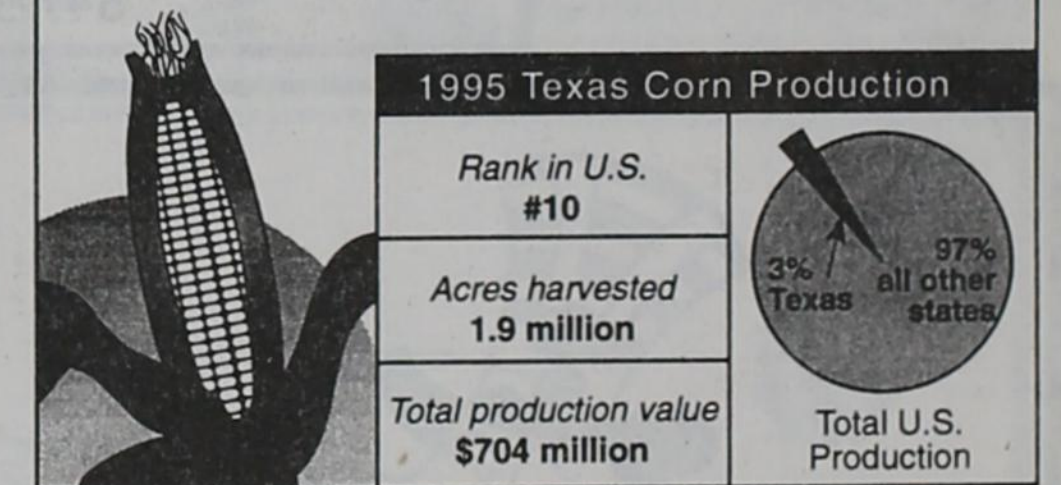 1995 Texas Corn Production
Rank in U.S.
#10
Acres harvested
1.9 million
Total production value
$704 million
3%
Texas
97%
all other
states
Total U.S.
Production